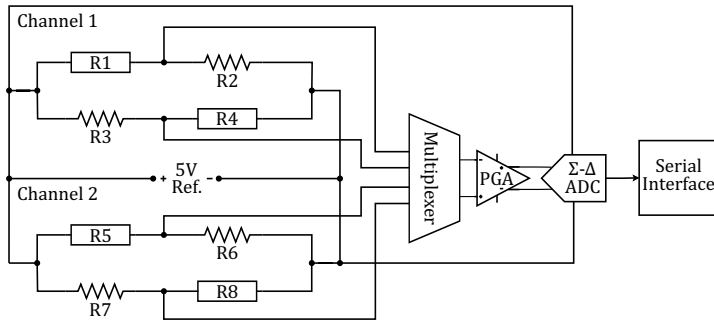 Channel 1
R1
R2
R3
R4
5V
+ Ref. -
Channel 2
R5
R6
R7
R8
Multiplexer
- +
PGA
+ -
Σ-Δ
ADC
Serial
Interface